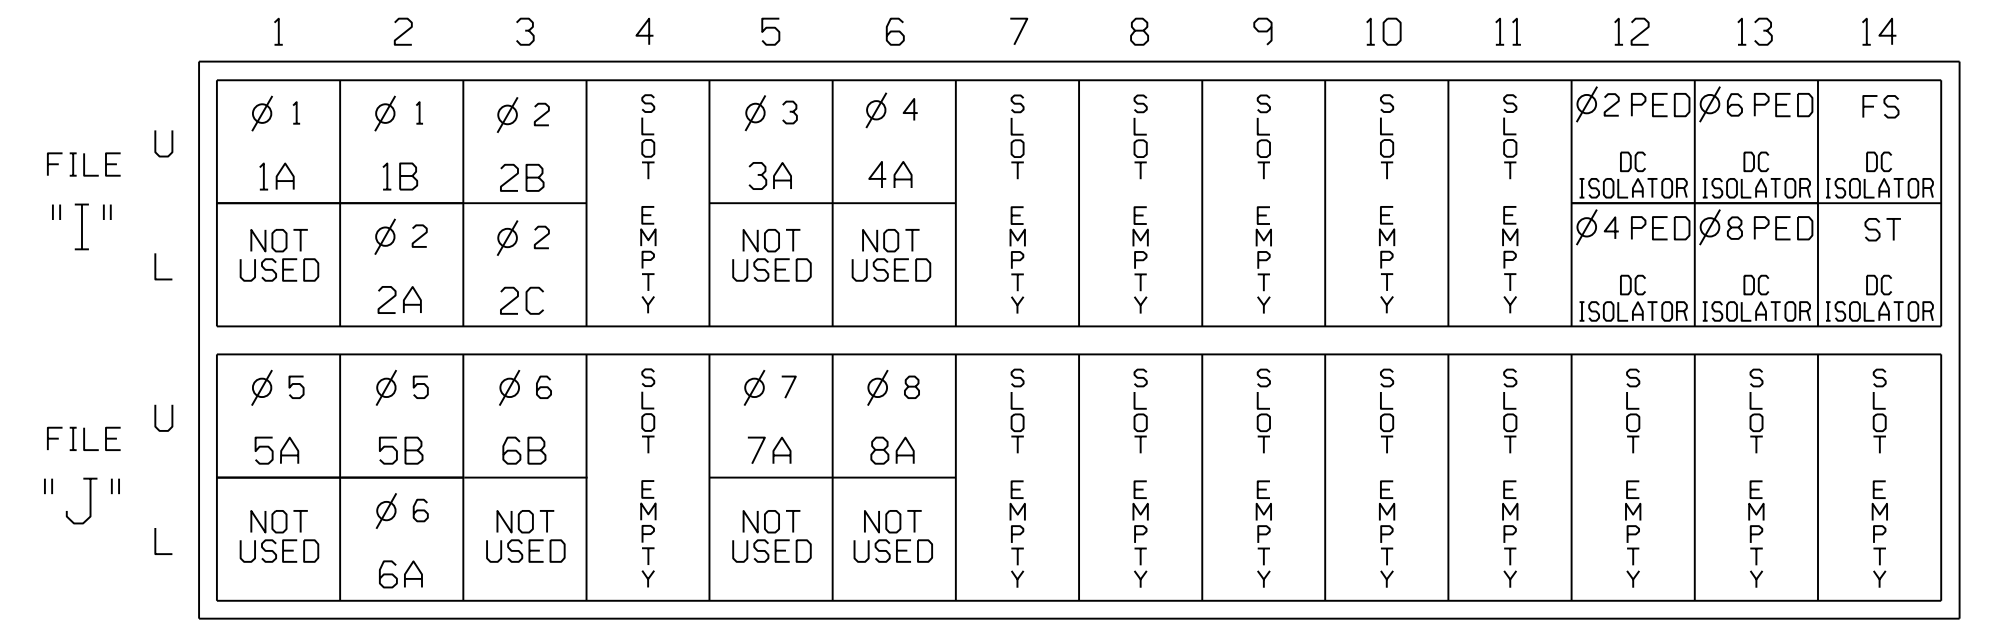 1 2 3 4 5 6 7 8 9 10 11 12 13 14
FILE "I"
U
Ø 1 1A
Ø 1 1B
Ø 2 2B
SLOT EMPTY
Ø 3 3A
Ø 4 4A
SLOT EMPTY
SLOT EMPTY
SLOT EMPTY
SLOT EMPTY
SLOT EMPTY
Ø 2 PED DC ISOLATOR
Ø 6 PED DC ISOLATOR
FS DC ISOLATOR
L
NOT USED
Ø 2 2A
Ø 2 2C
NOT USED
NOT USED
Ø 4 PED DC ISOLATOR
Ø 8 PED DC ISOLATOR
ST DC ISOLATOR
FILE "J"
U
Ø 5 5A
Ø 5 5B
Ø 6 6B
SLOT EMPTY
Ø 7 7A
Ø 8 8A
SLOT EMPTY
SLOT EMPTY
SLOT EMPTY
SLOT EMPTY
SLOT EMPTY
SLOT EMPTY
SLOT EMPTY
SLOT EMPTY
L
NOT USED
Ø 6 6A
NOT USED
NOT USED
NOT USED